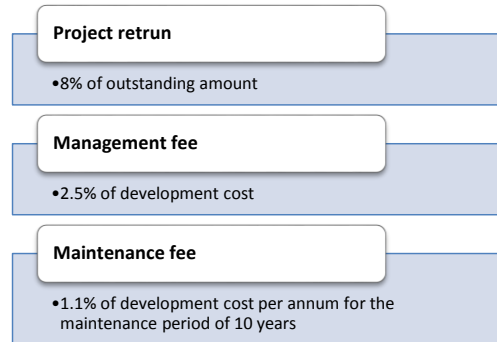 Project retrun
•8% of outstanding amount
Management fee
•2.5% of development cost
Maintenance fee
•1.1% of development cost per annum for the
maintenance period of 10 years